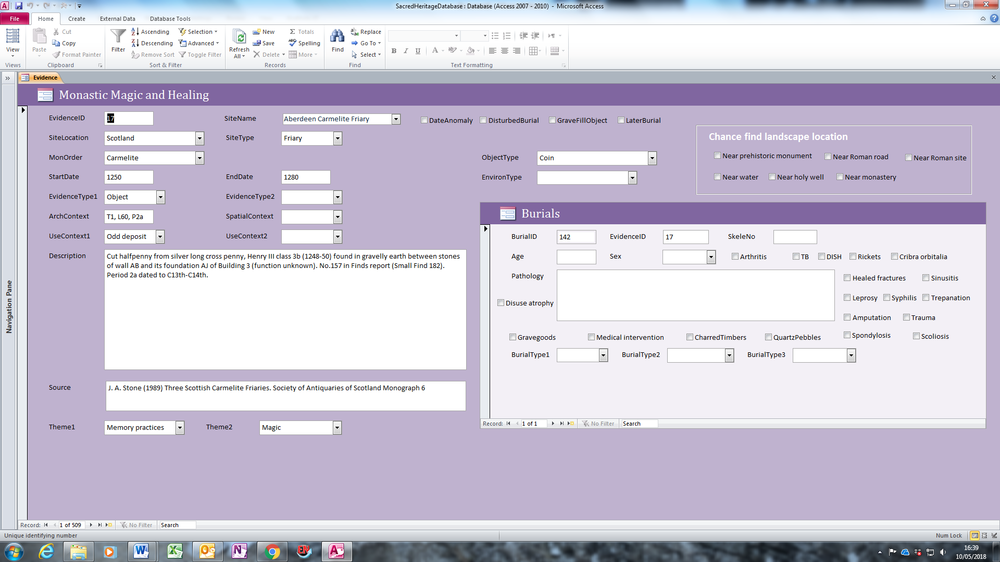 SacredHeritageDatabase : Database (Access 2007 - 2010) - Microsoft Access
File Home Create External Data Database Tools
View Paste Cut Copy Format Painter Filter Ascending Descending Remove Sort Selection Advanced Toggle Filter Refresh All New Save Delete Totals Spelling More Find Replace Go To Select
Views Clipboard Sort & Filter Records Find Text Formatting
Evidence
Navigation Pane
Monastic Magic and Healing
EvidenceID 17 SiteName Aberdeen Carmelite Friary DateAnomaly DisturbedBurial GraveFillObject LaterBurial
SiteLocation Scotland SiteType Friary
MonOrder Carmelite ObjectType Coin
StartDate 1250 EndDate 1280 EnvironType
Chance find landscape location
Near prehistoric monument Near Roman road Near Roman site
Near water Near holy well Near monastery
EvidenceType1 Object EvidenceType2
ArchContext T1, L60, P2a SpatialContext
UseContext1 Odd deposit UseContext2
Description Cut halfpenny from silver long cross penny, Henry III class 3b (1248-50) found in gravelly earth between stones
of wall AB and its foundation AJ of Building 3 (function unknown). No.157 in Finds report (Small Find 182).
Period 2a dated to C13th-C14th.
Source J. A. Stone (1989) Three Scottish Carmelite Friaries. Society of Antiquaries of Scotland Monograph 6
Theme1 Memory practices Theme2 Magic
Burials
BurialID 142 EvidenceID 17 SkeleNo
Age Sex Arthritis TB DISH Rickets Cribra orbitalia
Pathology Healed fractures Sinusitis
Disuse atrophy Leprosy Syphilis Trepanation
Amputation Trauma
Gravegoods Medical intervention CharredTimbers QuartzPebbles Spondylosis Scoliosis
BurialType1 BurialType2 BurialType3
Record: 1 of 1 No Filter Search
Record: 1 of 509 No Filter Search
Unique identifying number Num Lock
16:39
10/05/2018